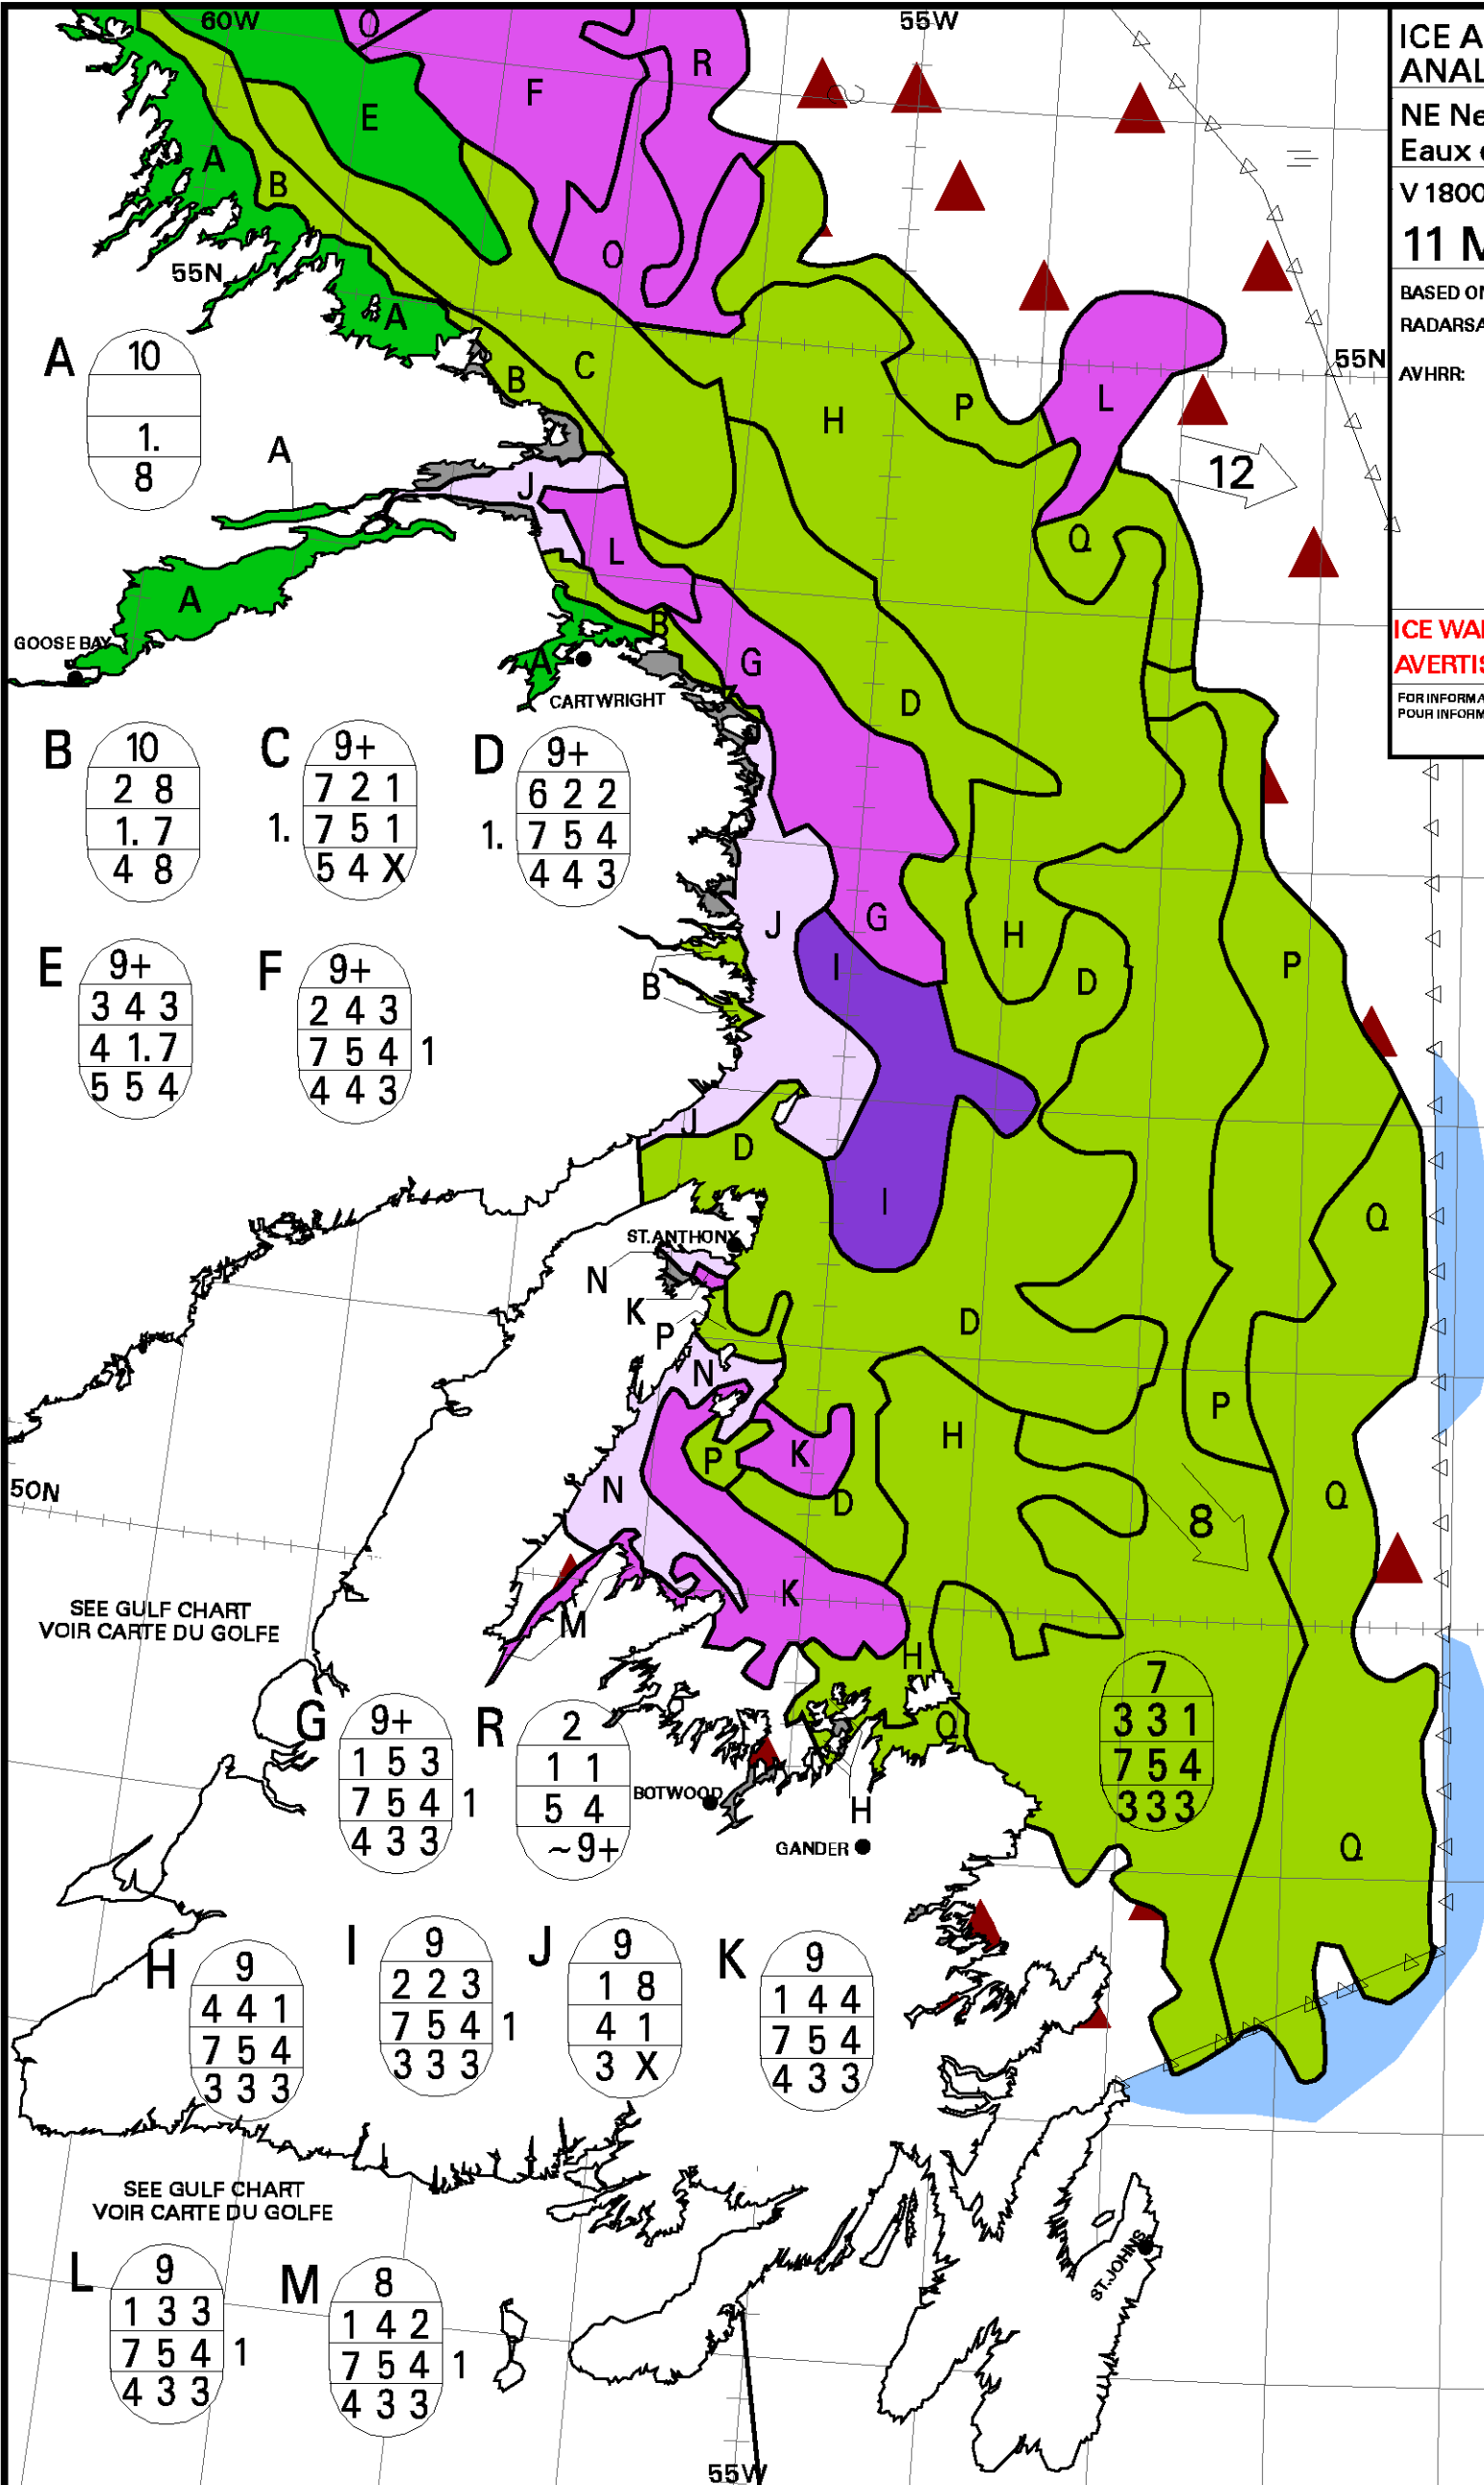 60W
55W
O
R
F
E
A
B
O
55N
A
C
B
H
P
L
55N
12
A
J
Q
L
A
GOOSE BAY
B
A
CARTWRIGHT
G
D
ICE A
ANAL
NE Ne
Eaux
V 1800
11 M
BASED ON
RADARSA
AVHRR:
ICE WA
AVERTIS
FOR INFORMA
POUR INFORM
A
10
1.
8
B
10
2 8
1. 7
4 8
C
9+
7 2 1
1. 7 5 1
5 4 X
D
9+
6 2 2
1. 7 5 4
4 4 3
E
9+
3 4 3
4 1. 7
5 5 4
F
9+
2 4 3
7 5 4 1
4 4 3
J
G
H
D
P
I
B
J
D
I
Q
ST.ANTHONY
N
K
P
D
N
H
P
K
P
N
D
Q
8
50N
K
M
H
Q
SEE GULF CHART
VOIR CARTE DU GOLFE
7
3 3 1
7 5 4
3 3 3
G
9+
1 5 3
7 5 4 1
4 3 3
R
2
1 1
5 4
~9+
BOTWOOD
H
GANDER
Q
H
9
4 4 1
7 5 4
3 3 3
I
9
2 2 3
7 5 4 1
3 3 3
J
9
1 8
4 1
3 X
K
9
1 4 4
7 5 4
4 3 3
SEE GULF CHART
VOIR CARTE DU GOLFE
ST.JOHNS
L
9
1 3 3
7 5 4 1
4 3 3
M
8
1 4 2
7 5 4 1
4 3 3
55W